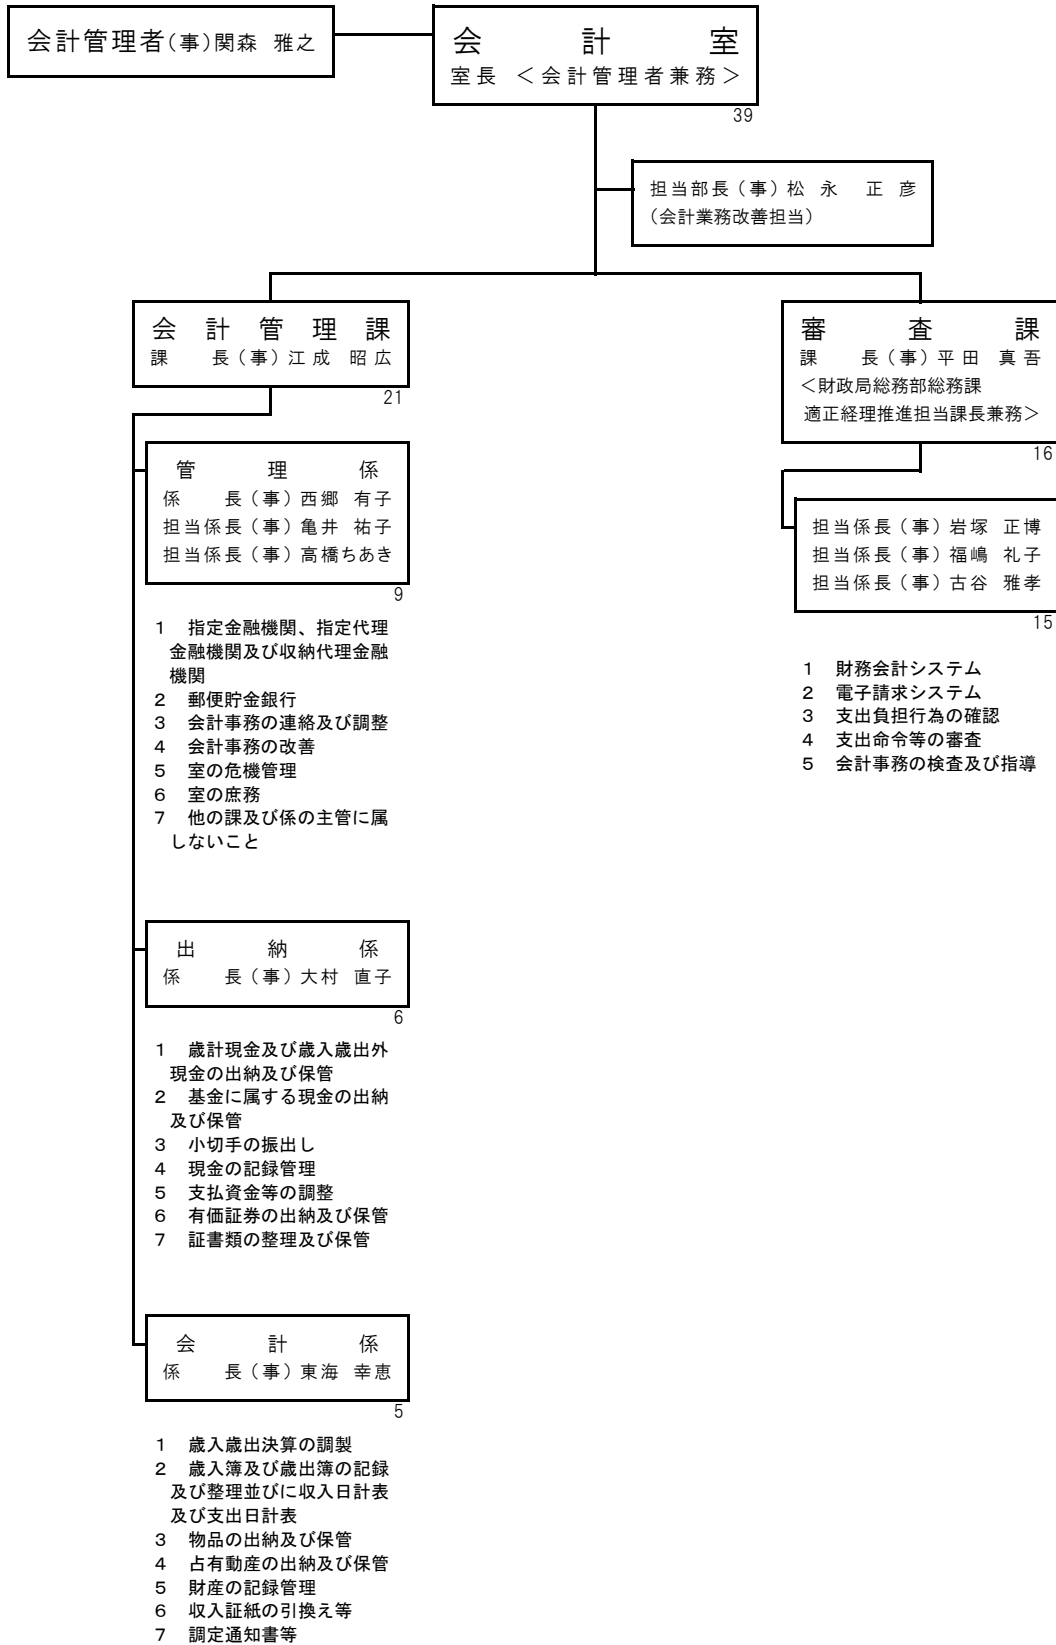 会計管理者(事)関森 雅之
会計室
室長 ＜会計管理者兼務＞
39
担当部長(事)松永 正彦
(会計業務改善担当)
会計管理課
課長(事)江成 昭広
21
管理係
係長(事)西郷 有子
担当係長(事)亀井 祐子
担当係長(事)高橋ちあき
9
1 指定金融機関、指定代理
金融機関及び収納代理金融
機関
2 郵便貯金銀行
3 会計事務の連絡及び調整
4 会計事務の改善
5 室の危機管理
6 室の庶務
7 他の課及び係の主管に属
しないこと
出納係
係長(事)大村 直子
6
1 歳計現金及び歳入歳出外
現金の出納及び保管
2 基金に属する現金の出納
及び保管
3 小切手の振出し
4 現金の記録管理
5 支払資金等の調整
6 有価証券の出納及び保管
7 証書類の整理及び保管
会計係
係長(事)東海 幸恵
5
1 歳入歳出決算の調製
2 歳入簿及び歳出簿の記録
及び整理並びに収入日計表
及び支出日計表
3 物品の出納及び保管
4 占有動産の出納及び保管
5 財産の記録管理
6 収入証紙の引換え等
7 調定通知書等
審査課
課長(事)平田 真吾
＜財政局総務部総務課
適正経理推進担当課長兼務＞
16
担当係長(事)岩塚 正博
担当係長(事)福嶋 礼子
担当係長(事)古谷 雅孝
15
1 財務会計システム
2 電子請求システム
3 支出負担行為の確認
4 支出命令等の審査
5 会計事務の検査及び指導